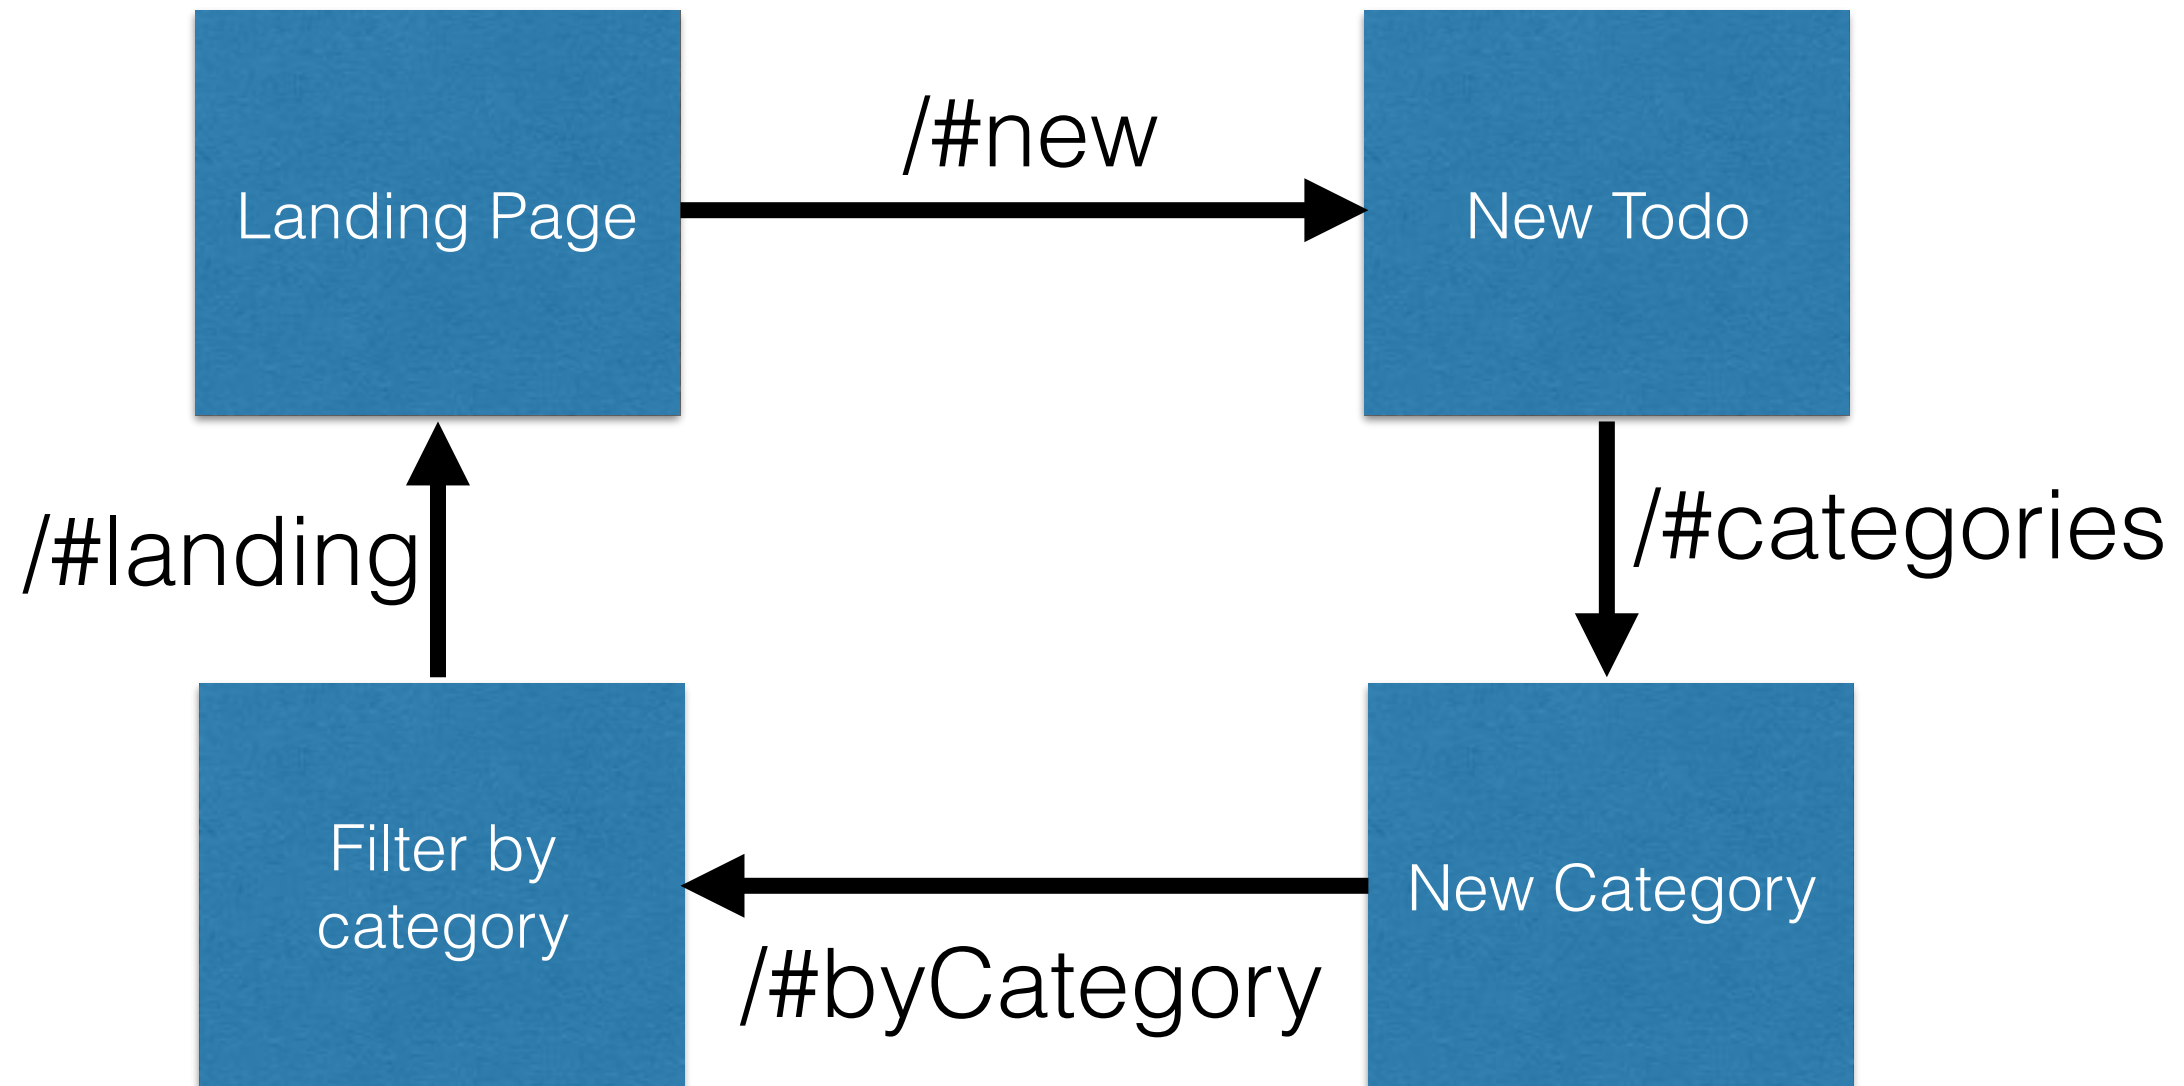 /#new
Landing Page
New Todo
/#categories
/#landing
Filter by
category
New Category
/#byCategory